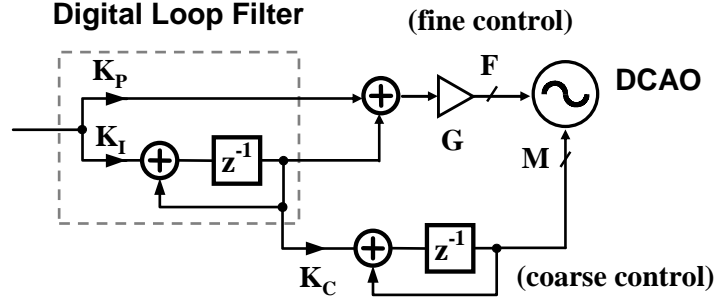 Digital Loop Filter
(fine control)
K_P
F
DCAO
K_I
z^-1
G
M
K_C
z^-1
(coarse control)